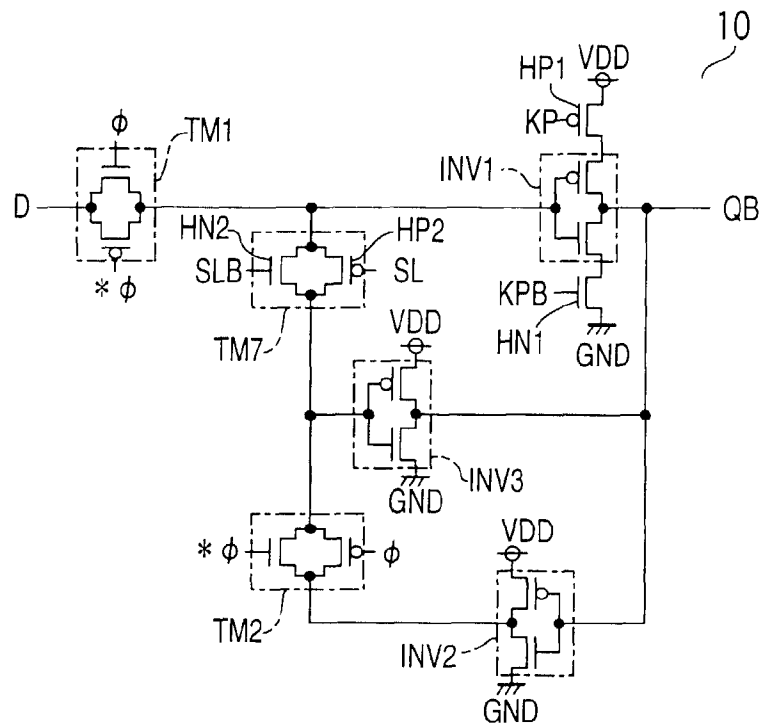 10
HP1
VDD
KP
ϕ
TM1
INV1
D
QB
HN2
HP2
SLB
SL
*ϕ
KPB
HN1
GND
TM7
VDD
INV3
GND
*ϕ
ϕ
VDD
TM2
INV2
GND